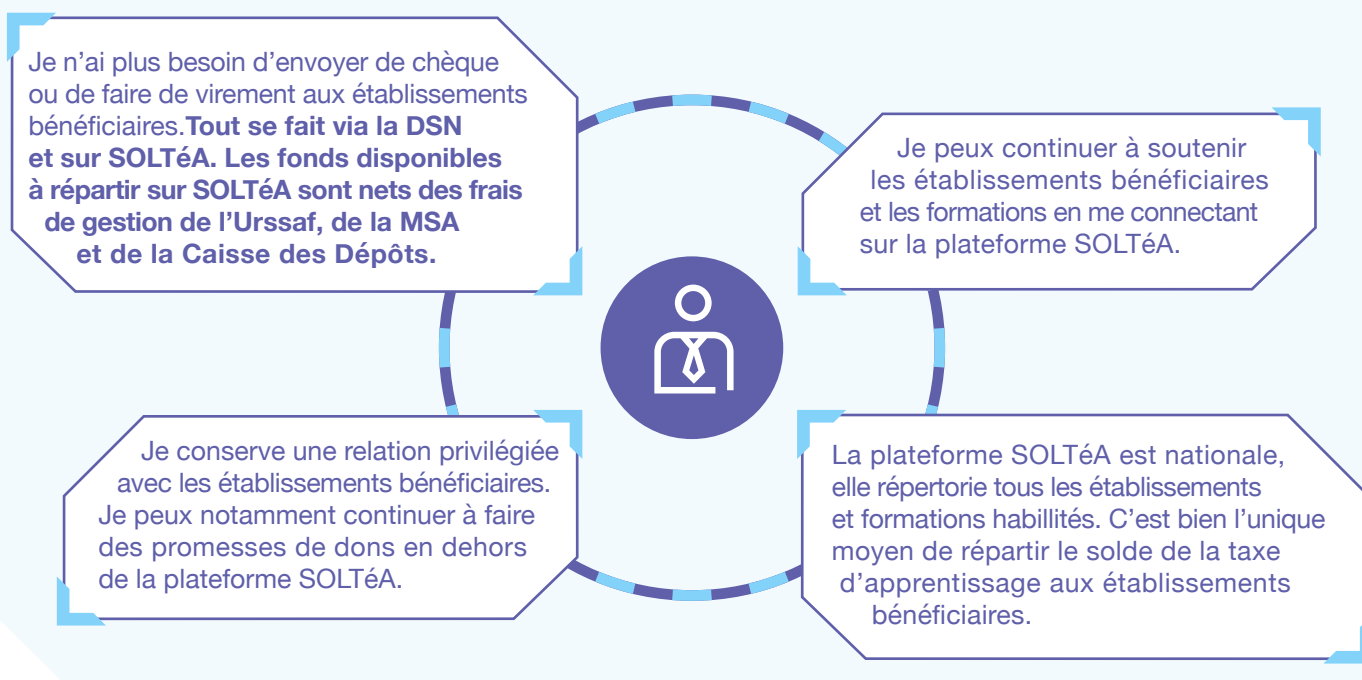 Je n'ai plus besoin d'envoyer de chèque
ou de faire de virement aux établissements
bénéficiaires.Tout se fait via la DSN
et sur SOLTéA. Les fonds disponibles
à répartir sur SOLTéA sont nets des frais
de gestion de l'Urssaf, de la MSA
et de la Caisse des Dépôts.
Je peux continuer à soutenir
les établissements bénéficiaires
et les formations en me connectant
sur la plateforme SOLTéA.
Je conserve une relation privilégiée
avec les établissements bénéficiaires.
Je peux notamment continuer à faire
des promesses de dons en dehors
de la plateforme SOLTéA.
La plateforme SOLTéA est nationale,
elle répertorie tous les établissements
et formations habillités. C'est bien l'unique
moyen de répartir le solde de la taxe
d'apprentissage aux établissements
bénéficiaires.